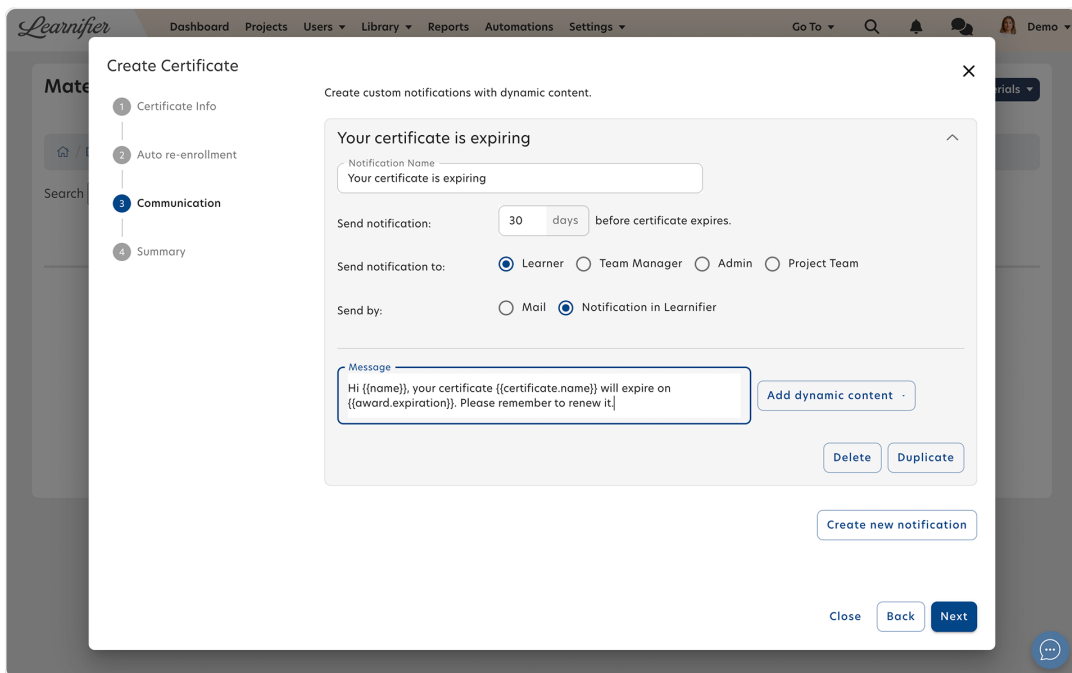 Learnifier
Dashboard Projects Users Library Reports Automations Settings Go To Demo
Mate
rials
Search
Create Certificate
1 Certificate Info
2 Auto re-enrollment
3 Communication
4 Summary
Create custom notifications with dynamic content.
Your certificate is expiring
Notification Name
Your certificate is expiring
Send notification: 30 days before certificate expires.
Send notification to: Learner Team Manager Admin Project Team
Send by: Mail Notification in Learnifier
Message
Hi {{name}}, your certificate {{certificate.name}} will expire on
{{award.expiration}}. Please remember to renew it.
Add dynamic content -
Delete Duplicate
Create new notification
Close Back Next